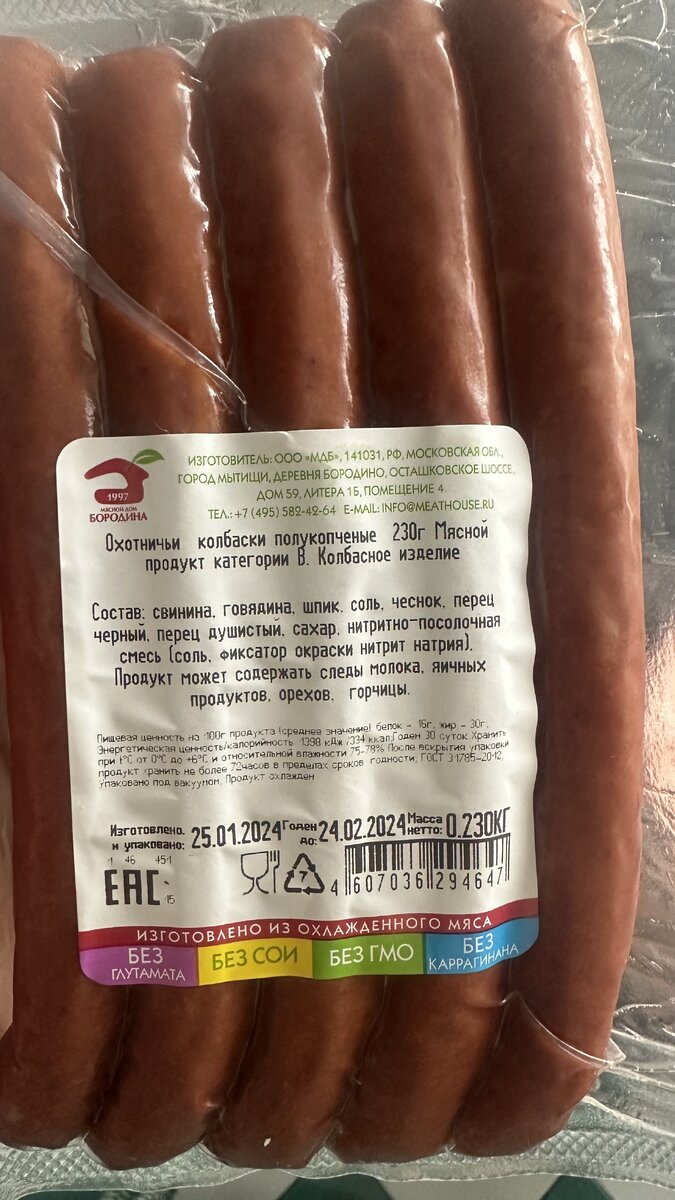 ИЗГОТОВИТЕЛЬ: ООО «МДБ», 141031, РФ, МОСКОВСКАЯ ОБЛ.,
ГОРОД МЫТИЩИ, ДЕРЕВНЯ БОРОДИНО, ОСТАШКОВСКОЕ ШОССЕ,
ДОМ 59, ЛИТЕРА 1Б, ПОМЕЩЕНИЕ 4.
ТЕЛ.: +7 (495) 582-42-64 E-MAIL: INFO@MEATHOUSE.RU
1997
МЯСНОЙ ДОМ
БОРОДИНА
Охотничьи колбаски полукопченые 230г Мясной
продукт категории В. Колбасное изделие
Состав: свинина, говядина, шпик, соль, чеснок, перец
черный, перец душистый, сахар, нитритно-посолочная
смесь (соль, фиксатор окраски нитрит натрия).
Продукт может содержать следы молока, яичных
продуктов, орехов, горчицы.
Пищевая ценность на 100г продукта (среднее значение) белок - 16г, жир - 30г,
Энергетическая ценность/калорийность 1398 кДж /334 ккал.Годен 30 суток Хранить
при t°С от 0°С до +6°С и относительной влажности 75-78% После вскрытия упаковки
продукт хранить не более 72часов в пределах сроков годности, ГОСТ 31785-2012,
Упаковано под вакуумом, Продукт охлажден
Изготовлено и упаковано: 25.01.2024 Годен до: 24.02.2024 Масса нетто: 0.230КГ
1 46 451
ЕАС 15
7
4 607036 294647
ИЗГОТОВЛЕНО ИЗ ОХЛАЖДЕННОГО МЯСА
БЕЗ ГЛУТАМАТА БЕЗ СОИ БЕЗ ГМО БЕЗ КАРРАГИНАНА